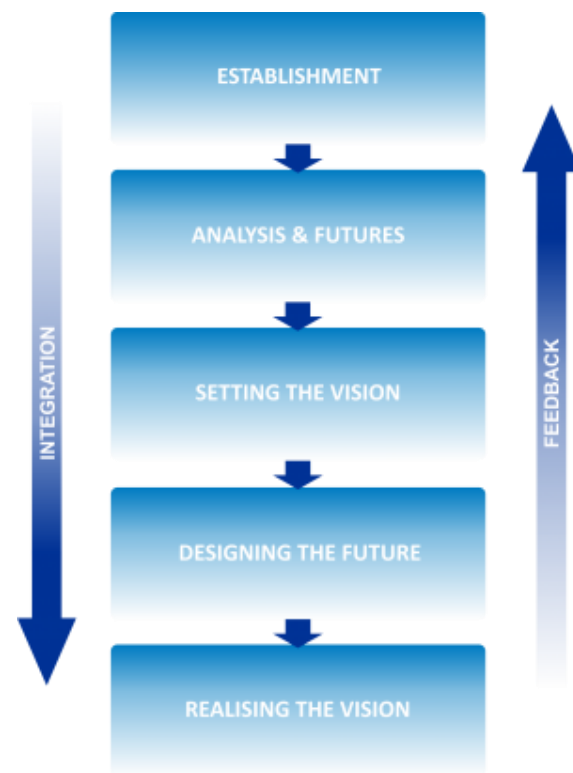 ESTABLISHMENT
ANALYSIS & FUTURES
SETTING THE VISION
DESIGNING THE FUTURE
REALISING THE VISION
INTEGRATION
FEEDBACK